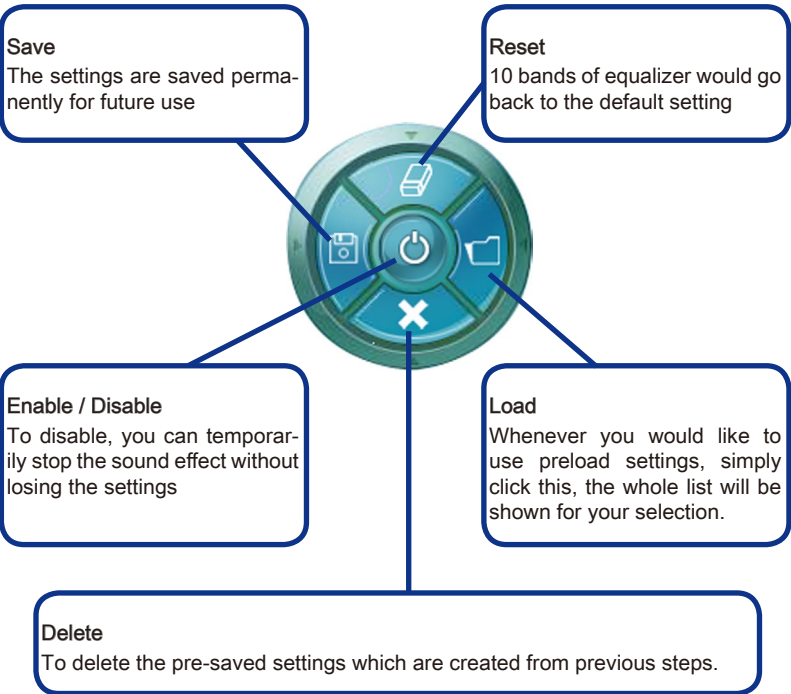 Save
The settings are saved perma-
nently for future use
Reset
10 bands of equalizer would go
back to the default setting
Enable / Disable
To disable, you can temporar-
ily stop the sound effect without
losing the settings
Load
Whenever you would like to
use preload settings, simply
click this, the whole list will be
shown for your selection.
Delete
To delete the pre-saved settings which are created from previous steps.